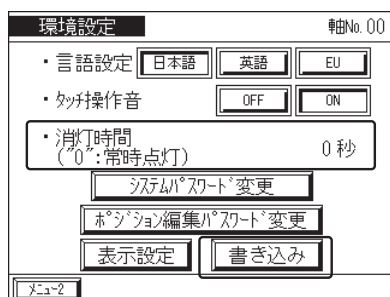 環境設定 軸No. 00
・言語設定 日本語 英語 EU
・ﾀｯﾁ操作音 OFF ON
・消灯時間 0 秒
("0":常時点灯)
ｼｽﾃﾑﾊﾟｽﾜｰﾄﾞ変更
ﾎﾟｼﾞｼｮﾝ編集ﾊﾟｽﾜｰﾄﾞ変更
表示設定 書き込み
ﾒﾆｭｰ2